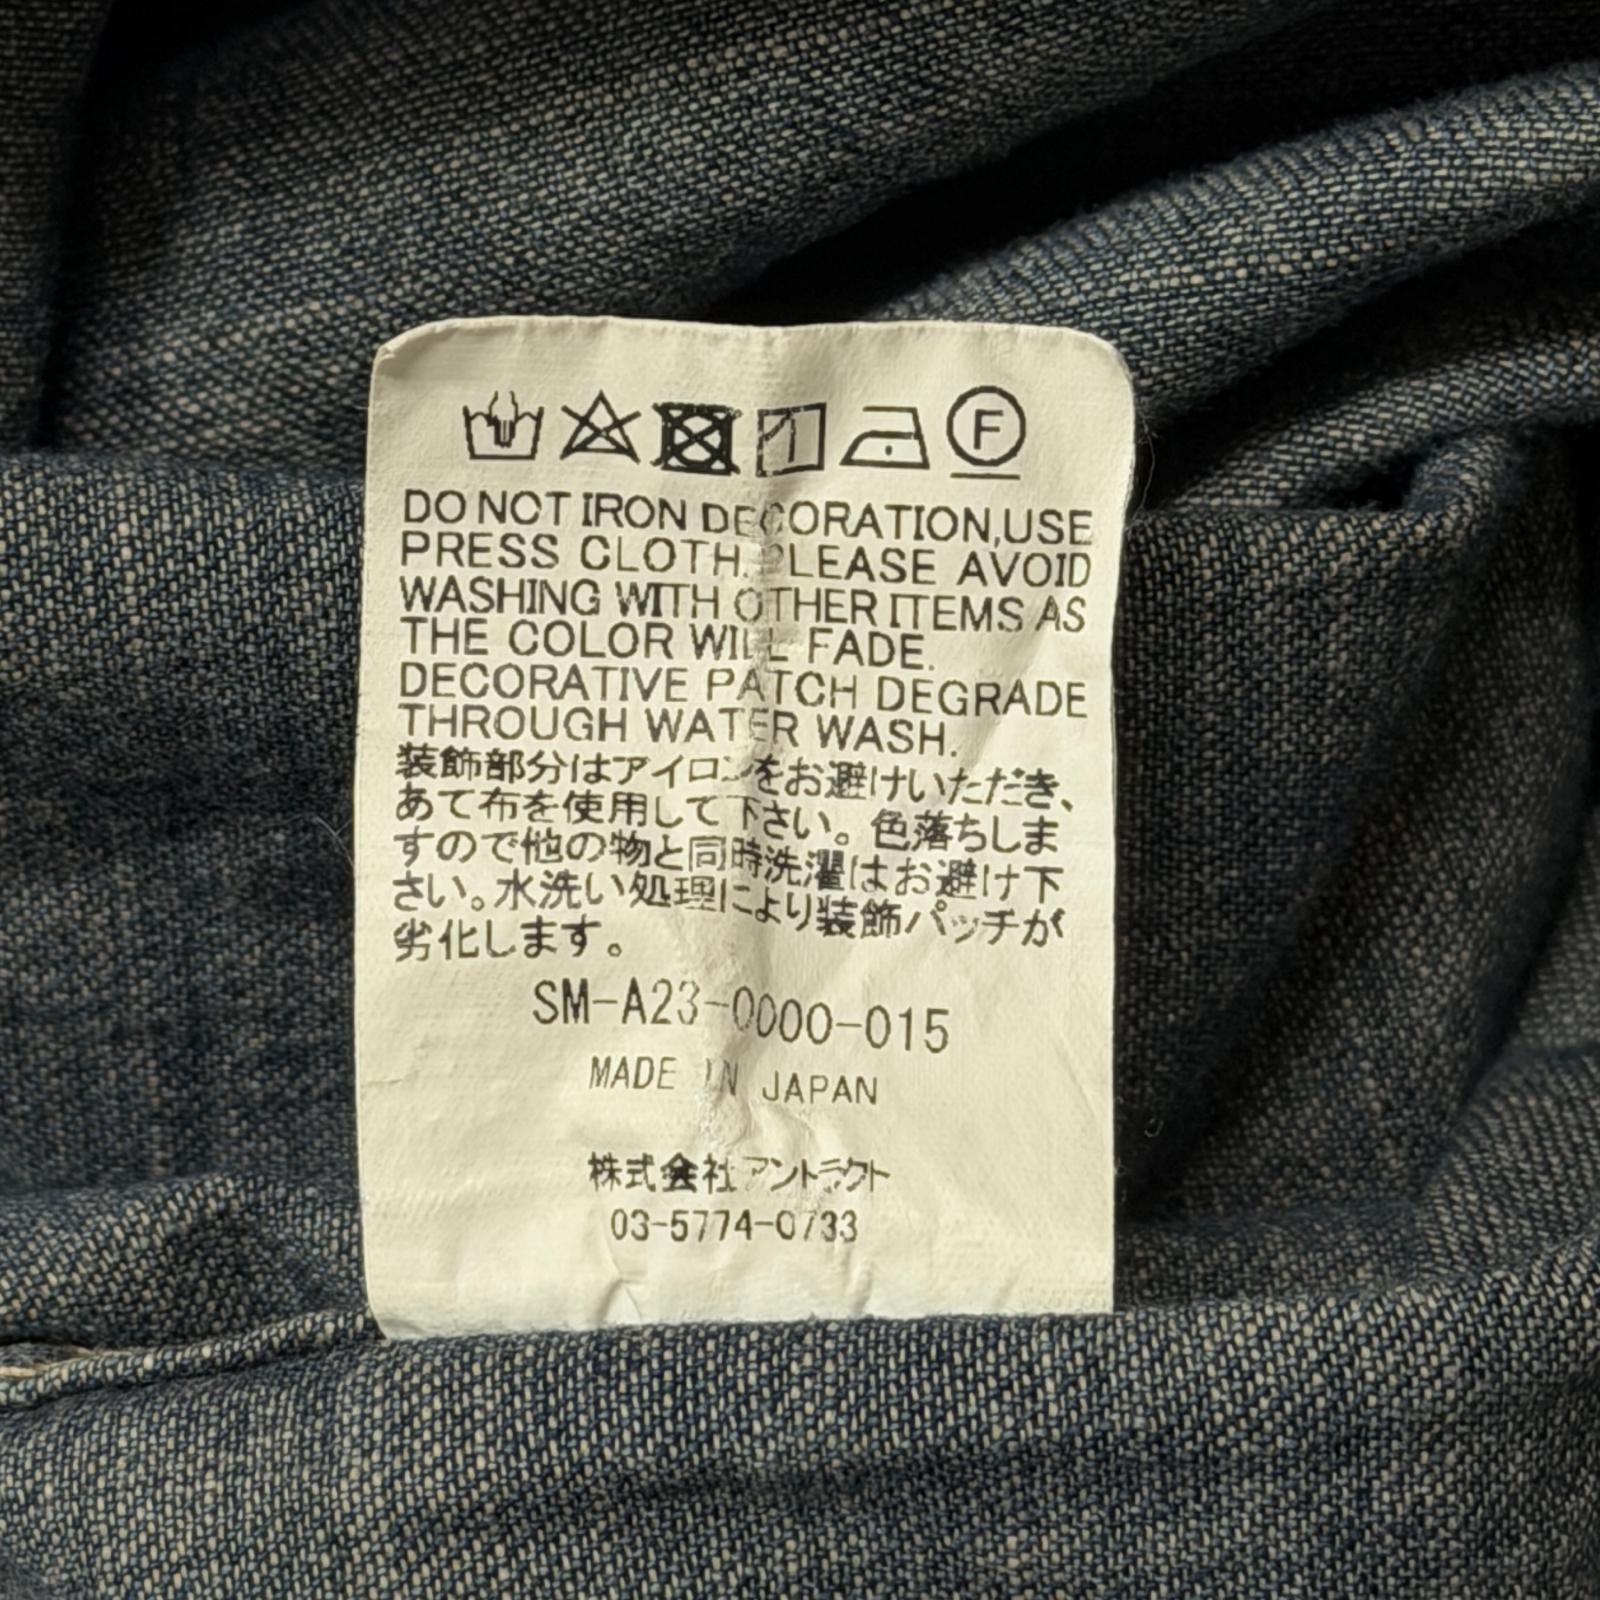 F
DO NOT IRON DECORATION,USE
PRESS CLOTH. PLEASE AVOID
WASHING WITH OTHER ITEMS AS
THE COLOR WILL FADE.
DECORATIVE PATCH DEGRADE
THROUGH WATER WASH.
装飾部分はアイロンをお避けいただき、
あて布を使用して下さい。色落ちしま
すので他の物と同時洗濯はお避け下
さい。水洗い処理により装飾パッチが
劣化します。
SM-A23-0000-015
MADE IN JAPAN
株式会社アントラクト
03-5774-0733